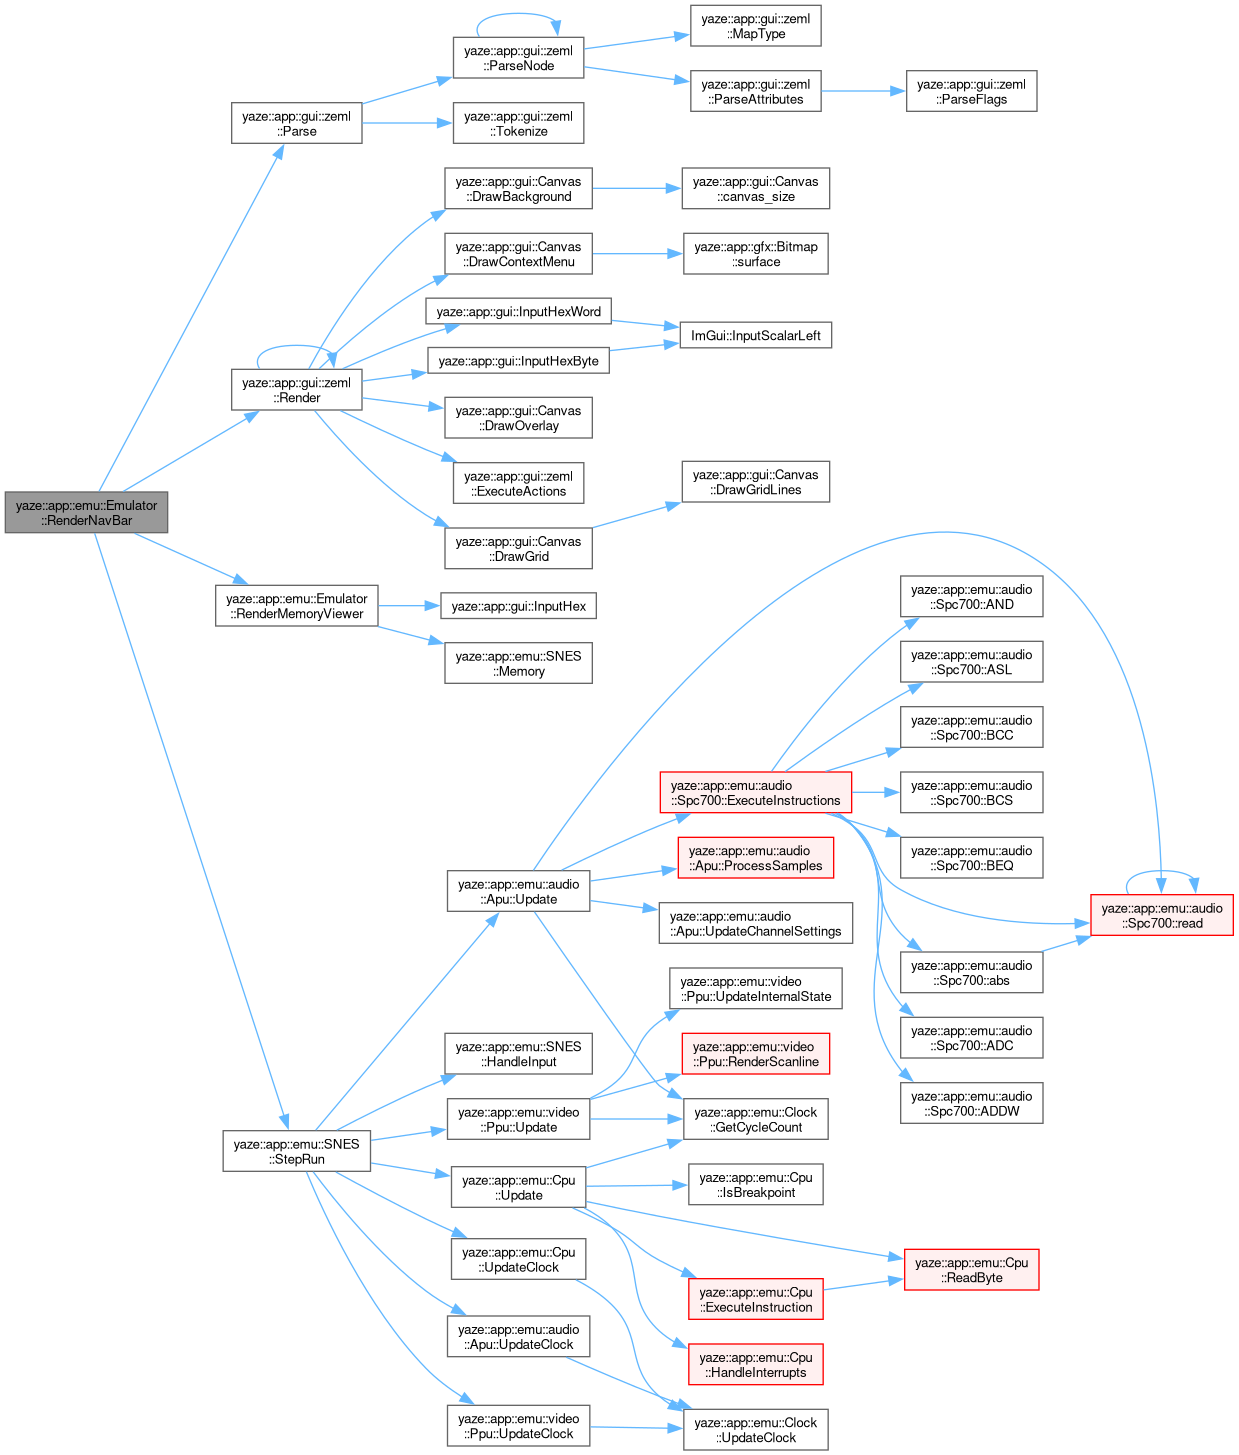 yaze::app::emu::Emulator
::RenderNavBar
yaze::app::gui::zeml
::Parse
yaze::app::gui::zeml
::ParseNode
yaze::app::gui::zeml
::MapType
yaze::app::gui::zeml
::ParseAttributes
yaze::app::gui::zeml
::ParseFlags
yaze::app::gui::zeml
::Tokenize
yaze::app::gui::zeml
::Render
yaze::app::gui::Canvas
::DrawBackground
yaze::app::gui::Canvas
::canvas_size
yaze::app::gui::Canvas
::DrawContextMenu
yaze::app::gfx::Bitmap
::surface
yaze::app::gui::InputHexWord
ImGui::InputScalarLeft
yaze::app::gui::InputHexByte
yaze::app::gui::Canvas
::DrawOverlay
yaze::app::gui::zeml
::ExecuteActions
yaze::app::gui::Canvas
::DrawGrid
yaze::app::gui::Canvas
::DrawGridLines
yaze::app::emu::Emulator
::RenderMemoryViewer
yaze::app::gui::InputHex
yaze::app::emu::SNES
::Memory
yaze::app::emu::SNES
::StepRun
yaze::app::emu::audio
::Apu::Update
yaze::app::emu::audio
::Spc700::ExecuteInstructions
yaze::app::emu::audio
::Spc700::AND
yaze::app::emu::audio
::Spc700::ASL
yaze::app::emu::audio
::Spc700::BCC
yaze::app::emu::audio
::Spc700::BCS
yaze::app::emu::audio
::Spc700::BEQ
yaze::app::emu::audio
::Spc700::read
yaze::app::emu::audio
::Spc700::abs
yaze::app::emu::audio
::Spc700::ADC
yaze::app::emu::audio
::Spc700::ADDW
yaze::app::emu::audio
::Apu::ProcessSamples
yaze::app::emu::audio
::Apu::UpdateChannelSettings
yaze::app::emu::SNES
::HandleInput
yaze::app::emu::video
::Ppu::Update
yaze::app::emu::video
::Ppu::UpdateInternalState
yaze::app::emu::video
::Ppu::RenderScanline
yaze::app::emu::Clock
::GetCycleCount
yaze::app::emu::Cpu
::Update
yaze::app::emu::Cpu
::IsBreakpoint
yaze::app::emu::Cpu
::ReadByte
yaze::app::emu::Cpu
::ExecuteInstruction
yaze::app::emu::Cpu
::HandleInterrupts
yaze::app::emu::Cpu
::UpdateClock
yaze::app::emu::audio
::Apu::UpdateClock
yaze::app::emu::video
::Ppu::UpdateClock
yaze::app::emu::Clock
::UpdateClock